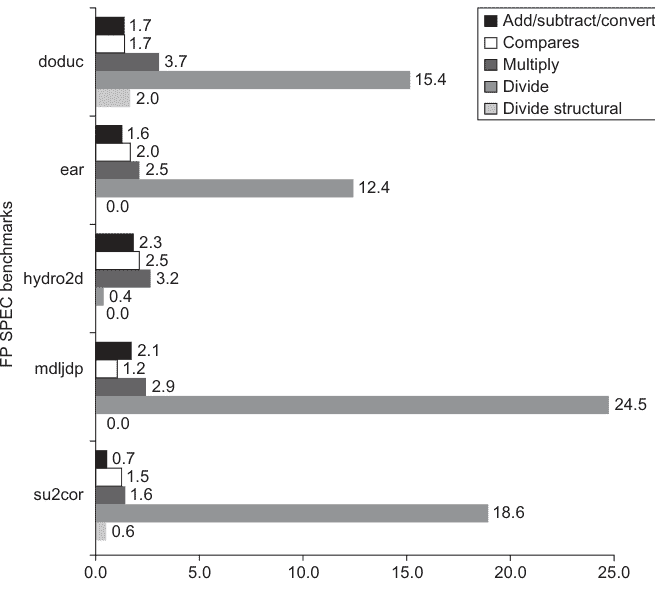 Add/subtract/convert
Compares
Multiply
Divide
Divide structural
FP SPEC benchmarks
doduc
1.7
1.7
3.7
15.4
2.0
ear
1.6
2.0
2.5
12.4
0.0
hydro2d
2.3
2.5
3.2
0.4
0.0
mdljdp
2.1
1.2
2.9
24.5
0.0
su2cor
0.7
1.5
1.6
18.6
0.6
0.0 5.0 10.0 15.0 20.0 25.0